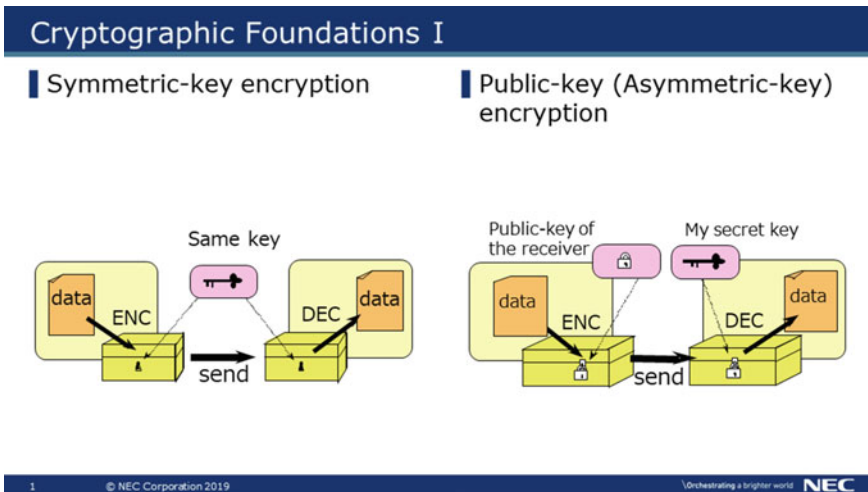 Cryptographic Foundations I
Symmetric-key encryption
Public-key (Asymmetric-key)
encryption
Same key
data
ENC
DEC
data
send
Public-key of
the receiver
My secret key
data
ENC
DEC
data
send
1
© NEC Corporation 2019
\Orchestrating a brighter world
NEC